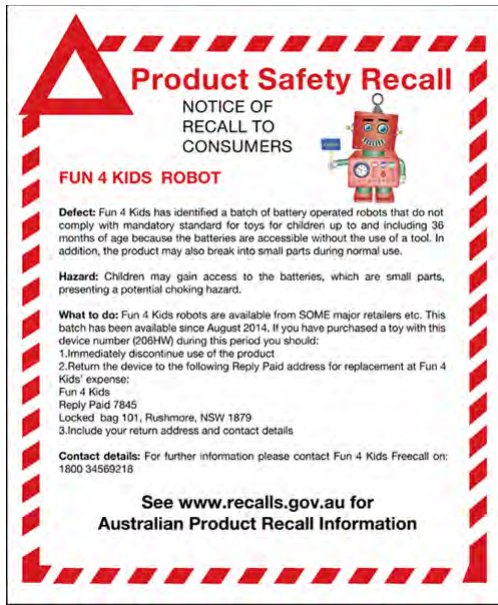 Product Safety Recall
NOTICE OF
RECALL TO
CONSUMERS
FUN 4 KIDS ROBOT
Defect: Fun 4 Kids has identified a batch of battery operated robots that do not
comply with mandatory standard for toys for children up to and including 36
months of age because the batteries are accessible without the use of a tool. In
addition, the product may also break into small parts during normal use.
Hazard: Children may gain access to the batteries, which are small parts,
presenting a potential choking hazard.
What to do: Fun 4 Kids robots are available from SOME major retailers etc. This
batch has been available since August 2014. If you have purchased a toy with this
device number (206HW) during this period you should:
1.Immediately discontinue use of the product
2.Return the device to the following Reply Paid address for replacement at Fun 4
Kids' expense:
Fun 4 Kids
Reply Paid 7845
Locked bag 101, Rushmore, NSW 1879
3.Include your return address and contact details
Contact details: For further information please contact Fun 4 Kids Freecall on:
1800 34569218
See www.recalls.gov.au for
Australian Product Recall Information